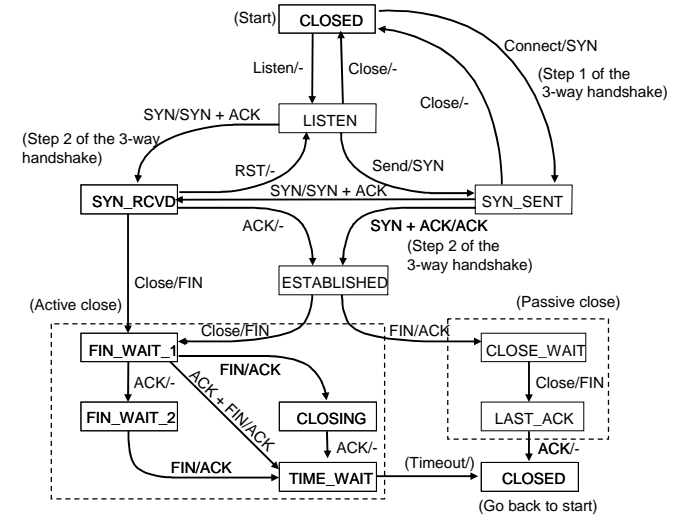 (Start)
CLOSED
Connect/SYN
Listen/-
Close/-
(Step 1 of the
3-way handshake)
Close/-
SYN/SYN + ACK
LISTEN
(Step 2 of the 3-way
handshake)
RST/-
Send/SYN
SYN/SYN + ACK
SYN_RCVD
SYN_SENT
ACK/-
SYN + ACK/ACK
(Step 2 of the
3-way handshake)
ESTABLISHED
Close/FIN
(Active close)
(Passive close)
Close/FIN
FIN/ACK
FIN_WAIT_1
CLOSE_WAIT
FIN/ACK
ACK/-
ACK + FIN/ACK
Close/FIN
FIN_WAIT_2
CLOSING
LAST_ACK
ACK/-
ACK/-
FIN/ACK
(Timeout/)
TIME_WAIT
CLOSED
(Go back to start)